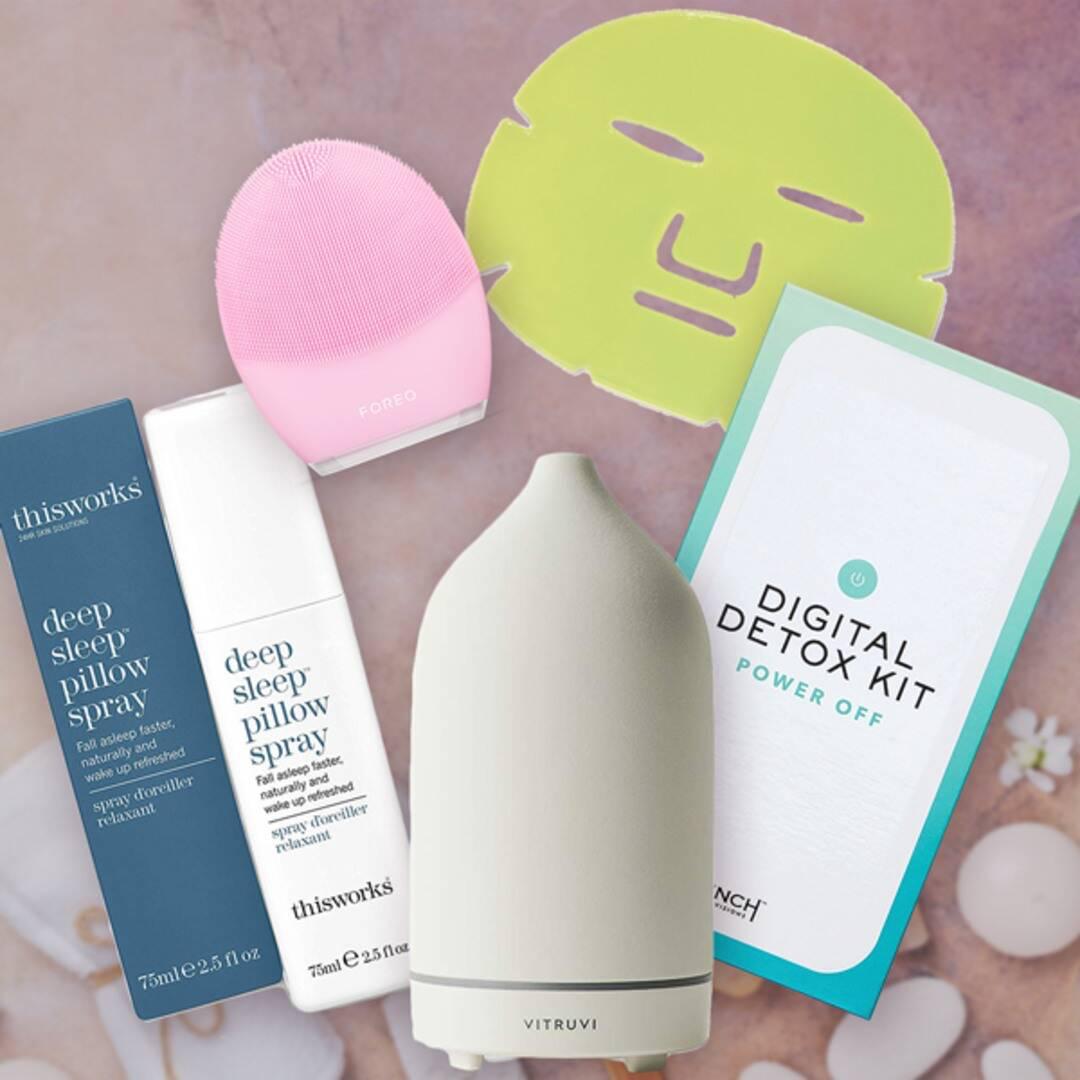 FOREO
thisworks®
24HR SKIN SOLUTIONS
deep
sleep™
pillow
spray
Fall asleep faster,
naturally and
wake up refreshed
spray d'oreiller
relaxant
75ml e 2.5 fl oz
deep
sleep™
pillow
spray
Fall asleep faster,
naturally and
wake up refreshed
spray d'oreiller
relaxant
thisworks®
75ml e 2.5 fl oz
VITRUVI
DIGITAL
DETOX KIT
POWER OFF